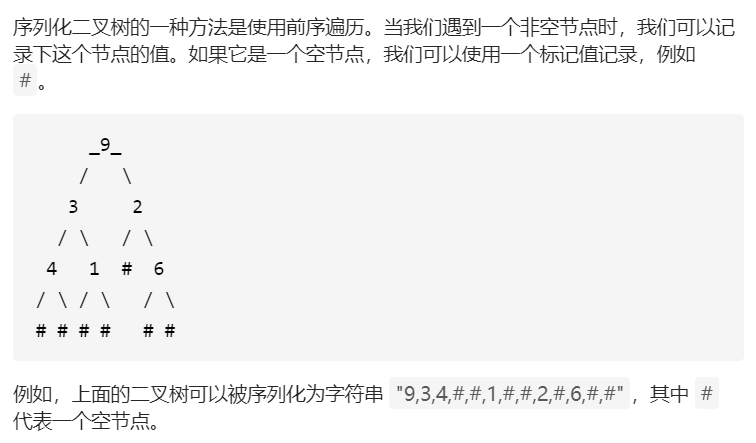 序列化二叉树的一种方法是使用前序遍历。当我们遇到一个非空节点时，我们可以记
录下这个节点的值。如果它是一个空节点，我们可以使用一个标记值记录，例如
#。
_9_
/ \
3 2
/ \ / \
4 1 # 6
/ \ / \ / \
# # # # # #
例如，上面的二叉树可以被序列化为字符串 "9,3,4,#,#,1,#,#,2,#,6,#,#"，其中 #
代表一个空节点。